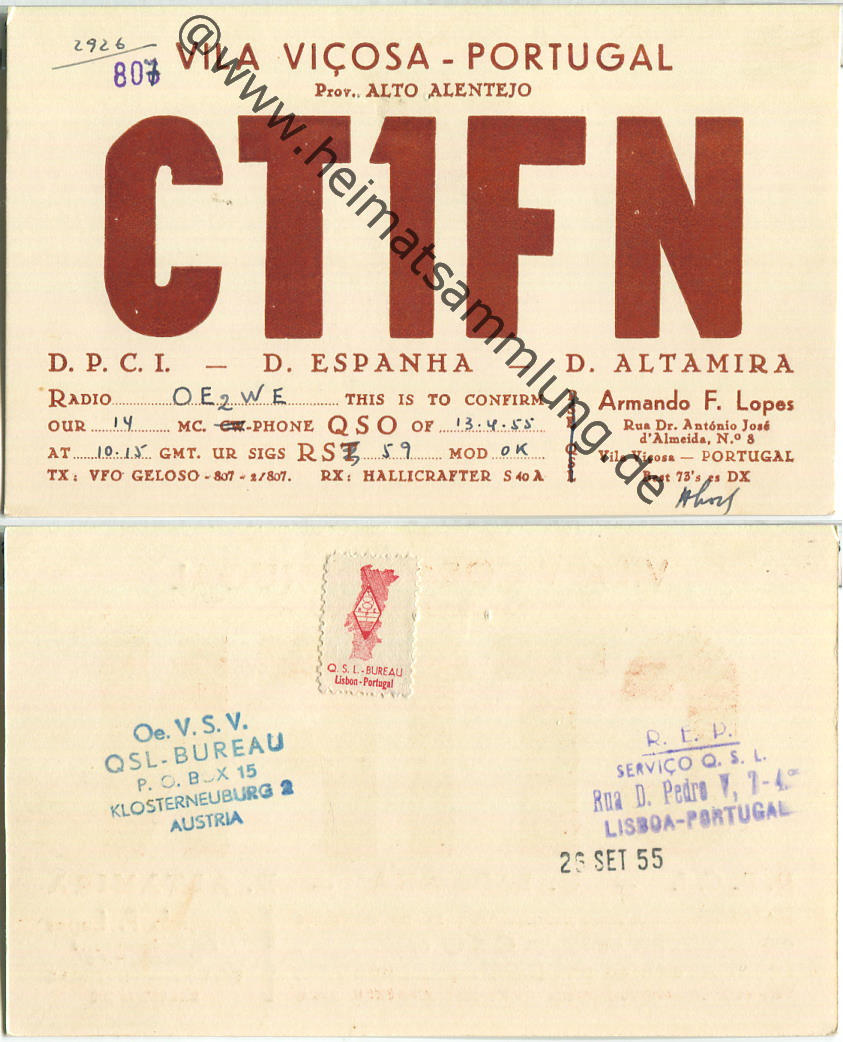 2926
807
VILA VIÇOSA - PORTUGAL
Prov.. ALTO ALENTEJO
CT1FN
D. P. C. I. — D. ESPANHA — D. ALTAMIRA
RADIO OE2WE THIS IS TO CONFIRM
OUR 14 MC. CW-PHONE QSO OF 13.4.55
AT 10.15 GMT. UR SIGS RST, 59 MOD OK
TX: VFO GELOSO - 807 - 2/807. RX: HALLICRAFTER S 40 A
Armando F. Lopes
Rua Dr. António José
d'Almeida, N.º 8
Vila Viçosa — PORTUGAL
Best 73's es DX
@www.heimatsammlung.de
Q. S. L. - BUREAU
Lisbon - Portugal
Oe. V. S. V.
QSL - BUREAU
P. O. BOX 15
KLOSTERNEUBURG 2
AUSTRIA
R. E. P.
SERVIÇO Q. S. L.
Rua D. Pedro V, 7-4.º
LISBOA-PORTUGAL
26 SET 55